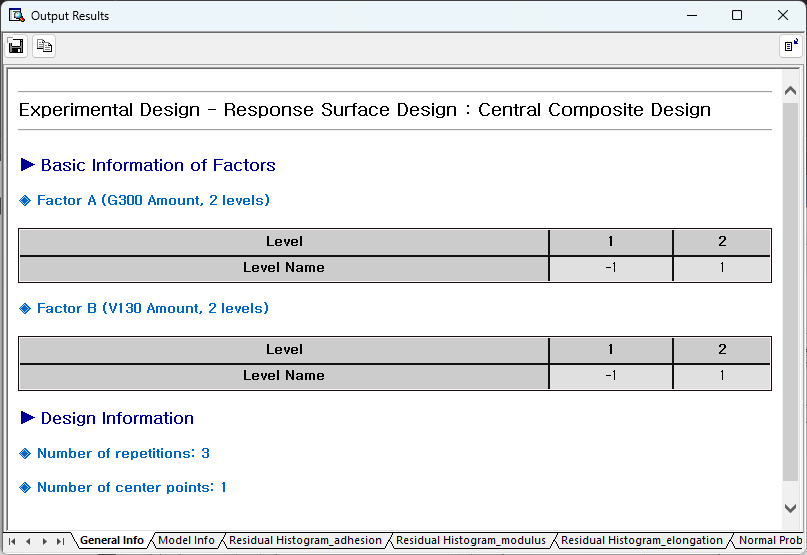 Output Results
Experimental Design - Response Surface Design : Central Composite Design
▶ Basic Information of Factors
◈ Factor A (G300 Amount, 2 levels)
Level 1 2
Level Name -1 1
◈ Factor B (V130 Amount, 2 levels)
Level 1 2
Level Name -1 1
▶ Design Information
◈ Number of repetitions: 3
◈ Number of center points: 1
General Info Model Info Residual Histogram_adhesion Residual Histogram_modulus Residual Histogram_elongation Normal Prob